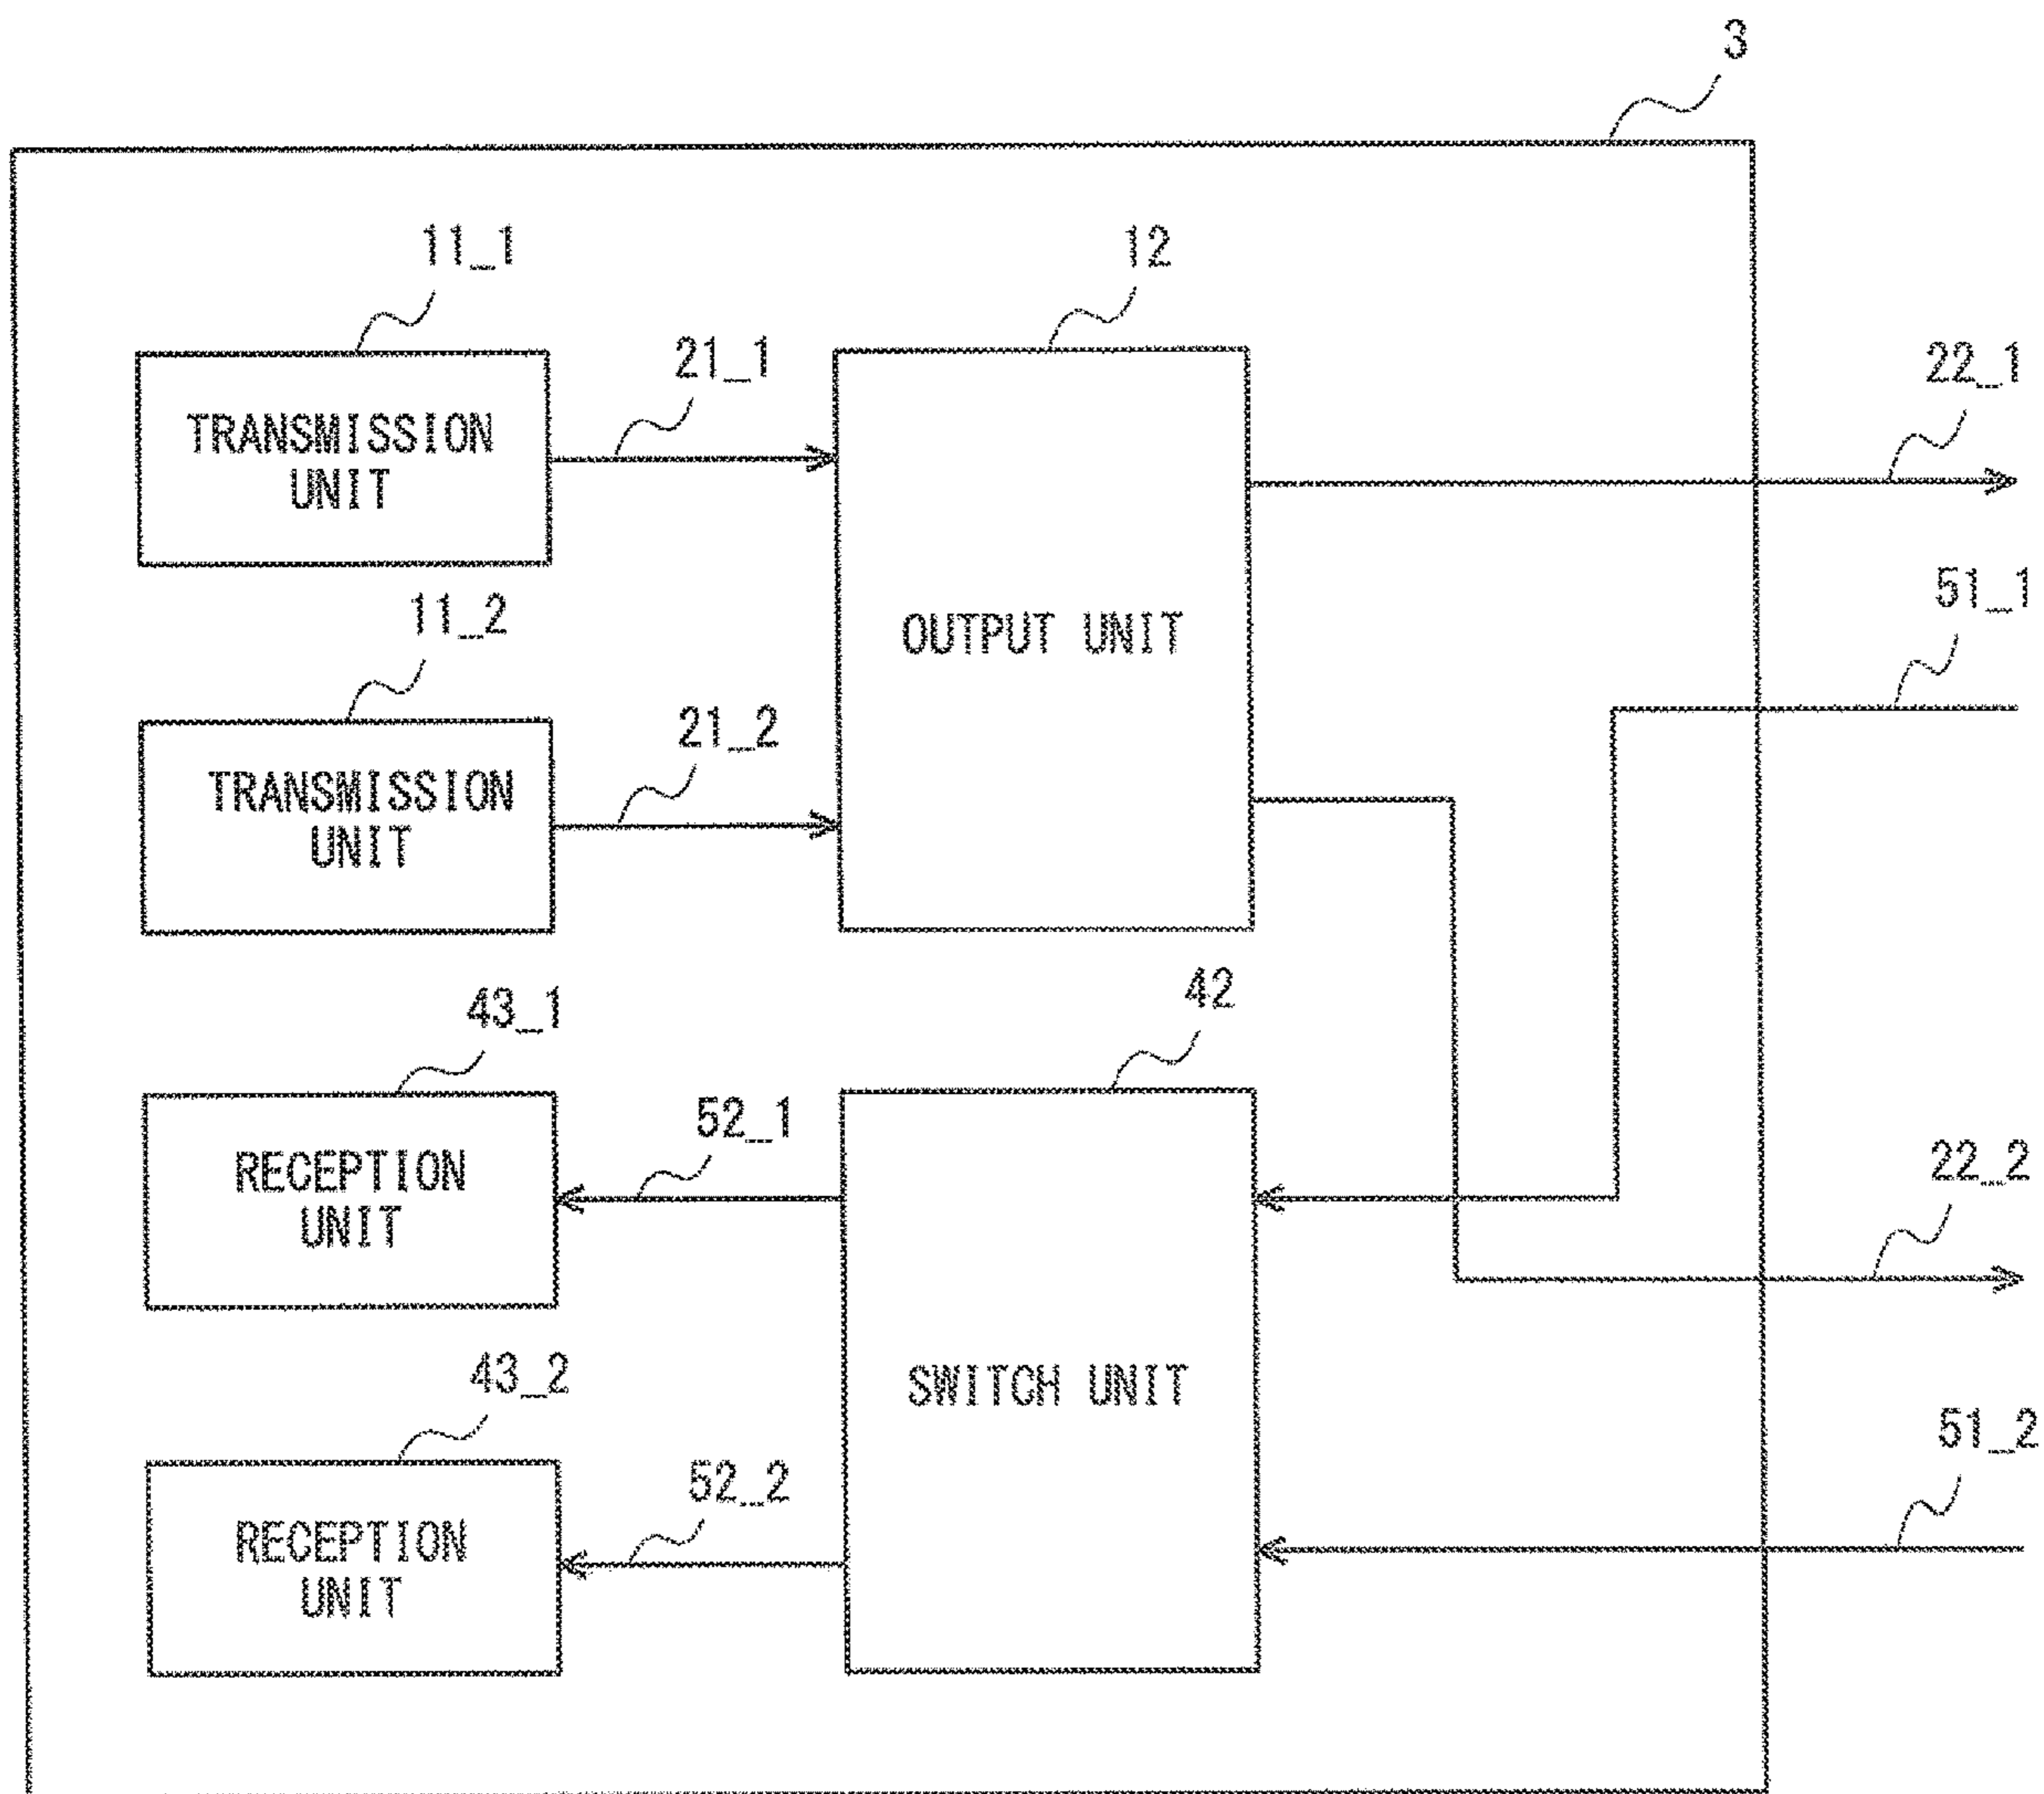 3
11_1
12
21_1
22_1
TRANSMISSION
UNIT
51_1
11_2
OUTPUT UNIT
21_2
TRANSMISSION
UNIT
43_1
42
52_1
22_2
RECEPTION
UNIT
43_2
SWITCH UNIT
51_2
52_2
RECEPTION
UNIT